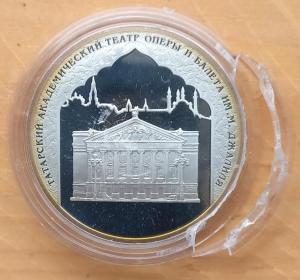 ТАТАРСКИЙ АКАДЕМИЧЕСКИЙ ТЕАТР ОПЕРЫ И БАЛЕТА ИМ. М. ДЖАЛИЛЯ